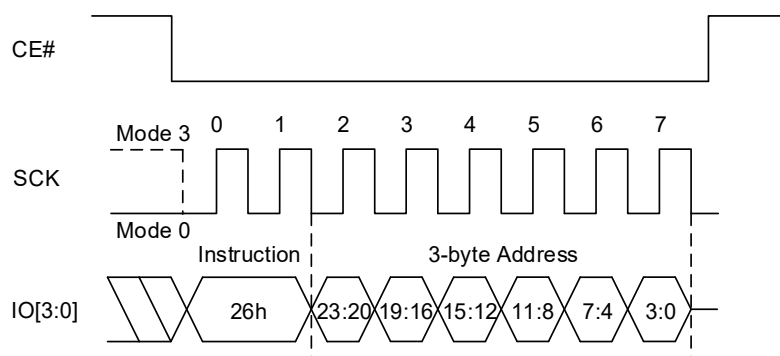 CE#
0 1 2 3 4 5 6 7
Mode 3
SCK
Mode 0
Instruction 3-byte Address
IO[3:0] 26h 23:20 19:16 15:12 11:8 7:4 3:0